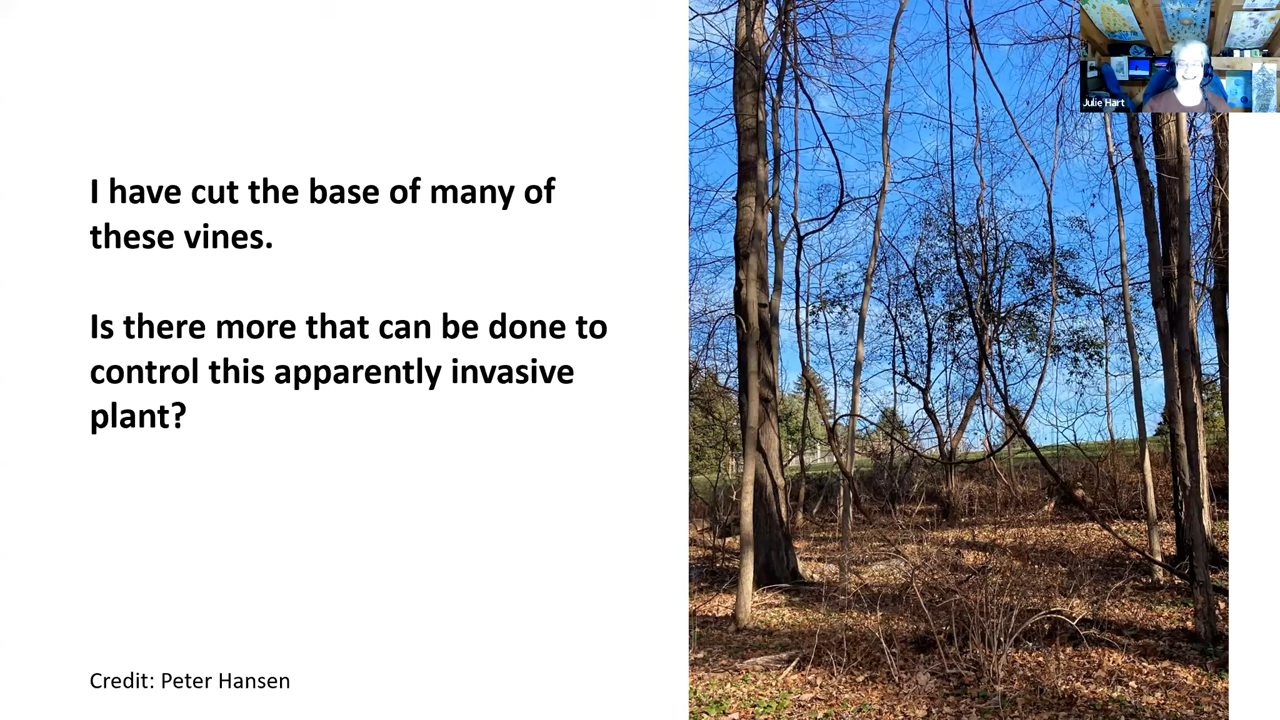 Julie Hart
I have cut the base of many of
these vines.
Is there more that can be done to
control this apparently invasive
plant?
Credit: Peter Hansen